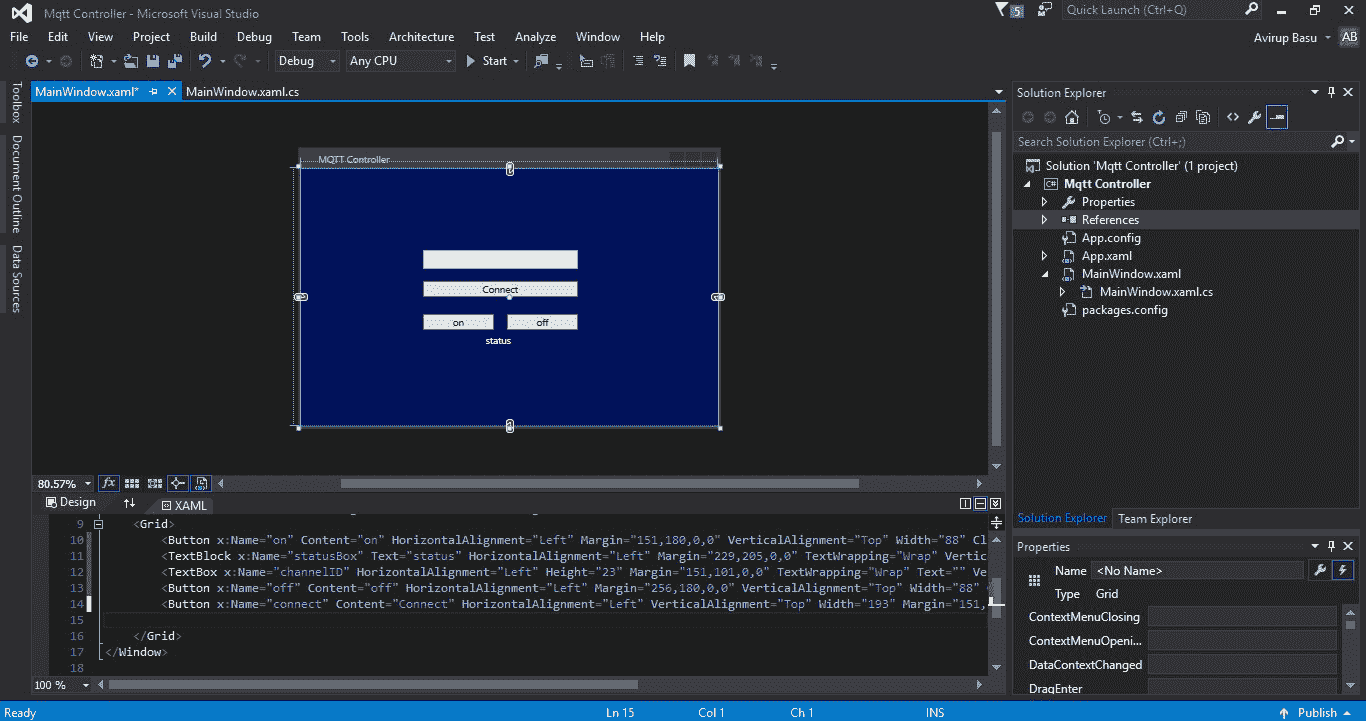 Mqtt Controller - Microsoft Visual Studio
5
Quick Launch (Ctrl+Q)
File Edit View Project Build Debug Team Tools Architecture Test Analyze Window Help
Avirup Basu AB
Debug Any CPU Start
MainWindow.xaml* MainWindow.xaml.cs
Toolbox
Document Outline
Data Sources
MQTT Controller
Connect
on off
status
80.57%
Design XAML
9 <Grid>
10 <Button x:Name="on" Content="on" HorizontalAlignment="Left" Margin="151,180,0,0" VerticalAlignment="Top" Width="88" Cl
11 <TextBlock x:Name="statusBox" Text="status" HorizontalAlignment="Left" Margin="229,205,0,0" TextWrapping="Wrap" Vertic
12 <TextBox x:Name="channelID" HorizontalAlignment="Left" Height="23" Margin="151,101,0,0" TextWrapping="Wrap" Text="" Ve
13 <Button x:Name="off" Content="off" HorizontalAlignment="Left" Margin="256,180,0,0" VerticalAlignment="Top" Width="88"
14 <Button x:Name="connect" Content="Connect" HorizontalAlignment="Left" VerticalAlignment="Top" Width="193" Margin="151,
15
16 </Grid>
17 </Window>
18
100 %
Solution Explorer
Search Solution Explorer (Ctrl+;)
Solution 'Mqtt Controller' (1 project)
C# Mqtt Controller
Properties
References
App.config
App.xaml
MainWindow.xaml
MainWindow.xaml.cs
packages.config
Solution Explorer Team Explorer
Properties
Name <No Name>
Type Grid
ContextMenuClosing
ContextMenuOpeni...
DataContextChanged
DragEnter
Ready Ln 15 Col 1 Ch 1 INS Publish